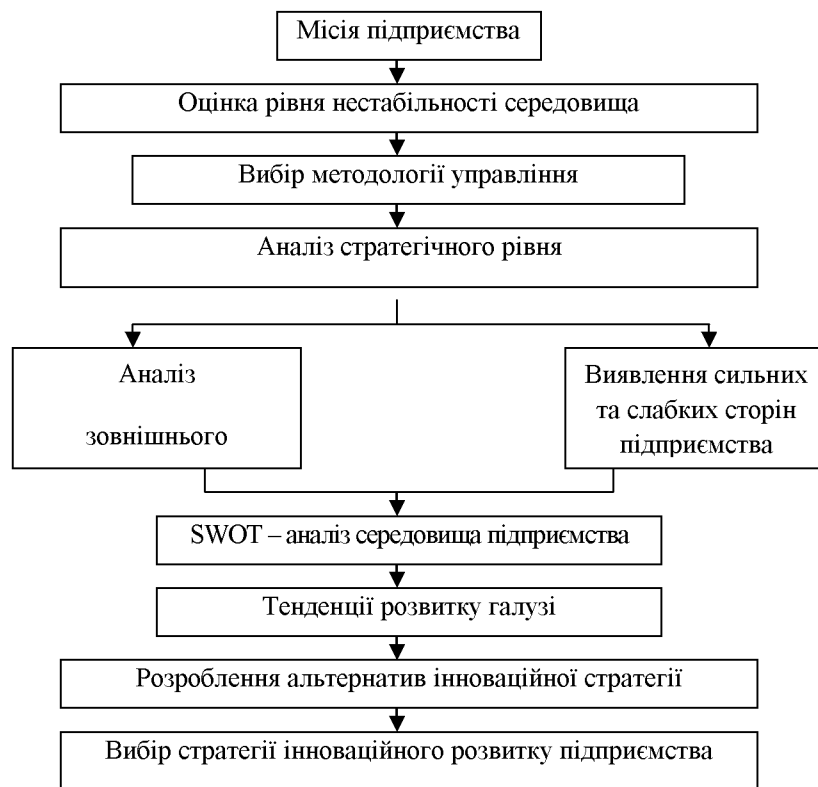 Місія підприємства
Оцінка рівня нестабільності середовища
Вибір методології управління
Аналіз стратегічного рівня
Аналіз
зовнішнього
Виявлення сильних
та слабких сторін
підприємства
SWOT – аналіз середовища підприємства
Тенденції розвитку галузі
Розроблення альтернатив інноваційної стратегії
Вибір стратегії інноваційного розвитку підприємства